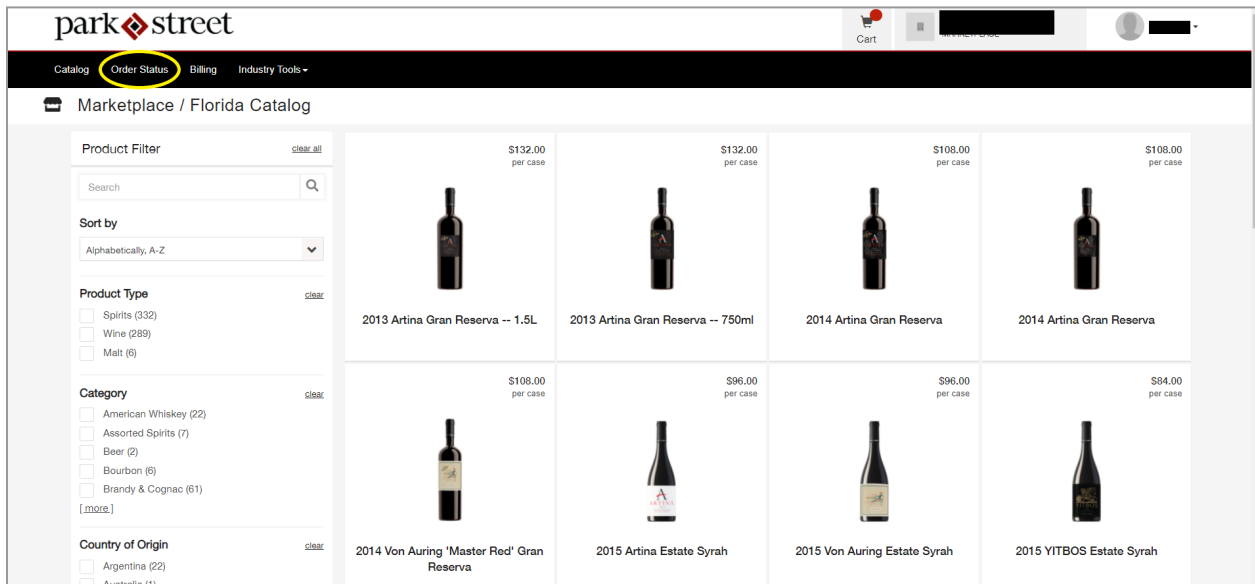 park street
Cart
Catalog Order Status Billing Industry Tools
Marketplace / Florida Catalog
Product Filter clear all
Search
Sort by
Alphabetically, A-Z
Product Type clear
Spirits (332)
Wine (289)
Malt (6)
Category clear
American Whiskey (22)
Assorted Spirits (7)
Beer (2)
Bourbon (6)
Brandy & Cognac (61)
[ more ]
Country of Origin clear
Argentina (22)
Australia (1)
$132.00
per case
2013 Artina Gran Reserva -- 1.5L
$132.00
per case
2013 Artina Gran Reserva -- 750ml
$108.00
per case
2014 Artina Gran Reserva
$108.00
per case
2014 Artina Gran Reserva
$108.00
per case
2014 Von Auring 'Master Red' Gran
Reserva
$96.00
per case
ARTINA
2015 Artina Estate Syrah
$96.00
per case
2015 Von Auring Estate Syrah
$84.00
per case
YITBOS
2015 YITBOS Estate Syrah